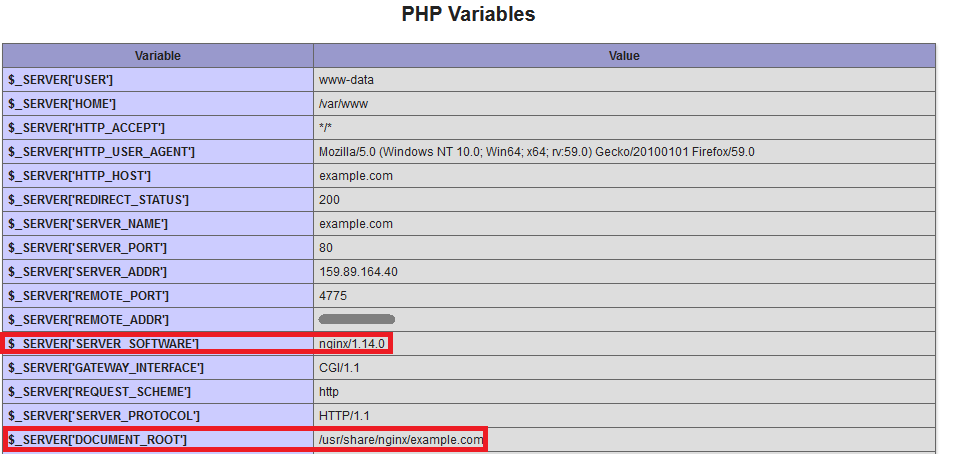 PHP Variables
Variable Value
$_SERVER['USER'] www-data
$_SERVER['HOME'] /var/www
$_SERVER['HTTP_ACCEPT'] */*
$_SERVER['HTTP_USER_AGENT'] Mozilla/5.0 (Windows NT 10.0; Win64; x64; rv:59.0) Gecko/20100101 Firefox/59.0
$_SERVER['HTTP_HOST'] example.com
$_SERVER['REDIRECT_STATUS'] 200
$_SERVER['SERVER_NAME'] example.com
$_SERVER['SERVER_PORT'] 80
$_SERVER['SERVER_ADDR'] 159.89.164.40
$_SERVER['REMOTE_PORT'] 4775
$_SERVER['REMOTE_ADDR']
$_SERVER['SERVER_SOFTWARE'] nginx/1.14.0
$_SERVER['GATEWAY_INTERFACE'] CGI/1.1
$_SERVER['REQUEST_SCHEME'] http
$_SERVER['SERVER_PROTOCOL'] HTTP/1.1
$_SERVER['DOCUMENT_ROOT'] /usr/share/nginx/example.com